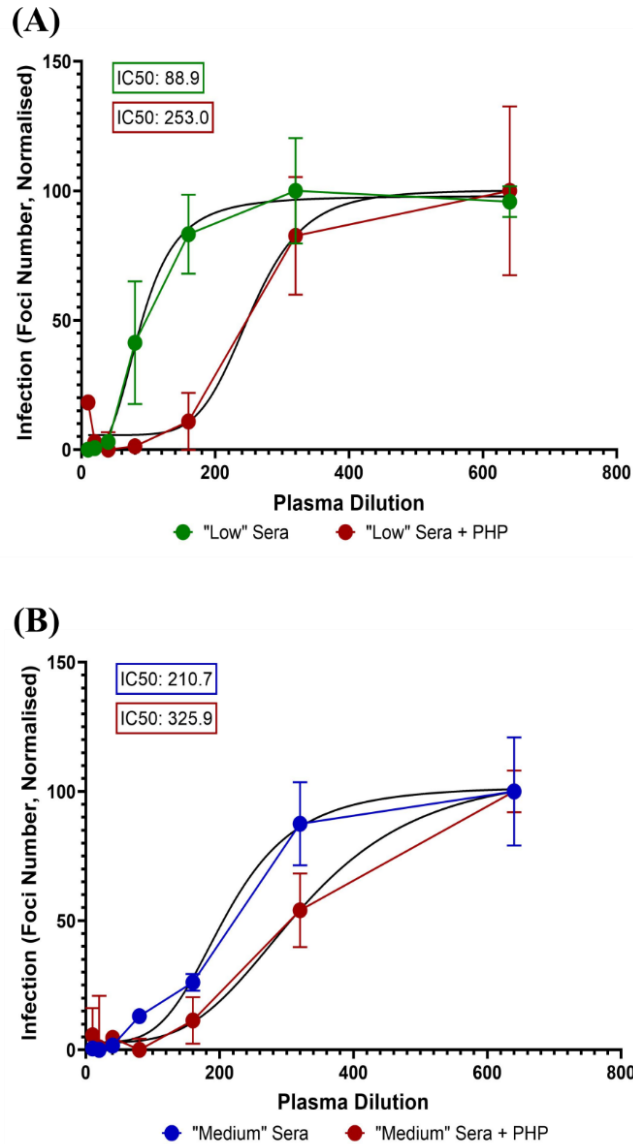 (A)
Infection (Foci Number, Normalised)
150
100
50
0
IC50: 88.9
IC50: 253.0
0 200 400 600 800
Plasma Dilution
"Low" Sera "Low" Sera + PHP
(B)
Infection (Foci Number, Normalised)
150
100
50
0
IC50: 210.7
IC50: 325.9
0 200 400 600 800
Plasma Dilution
"Medium" Sera "Medium" Sera + PHP